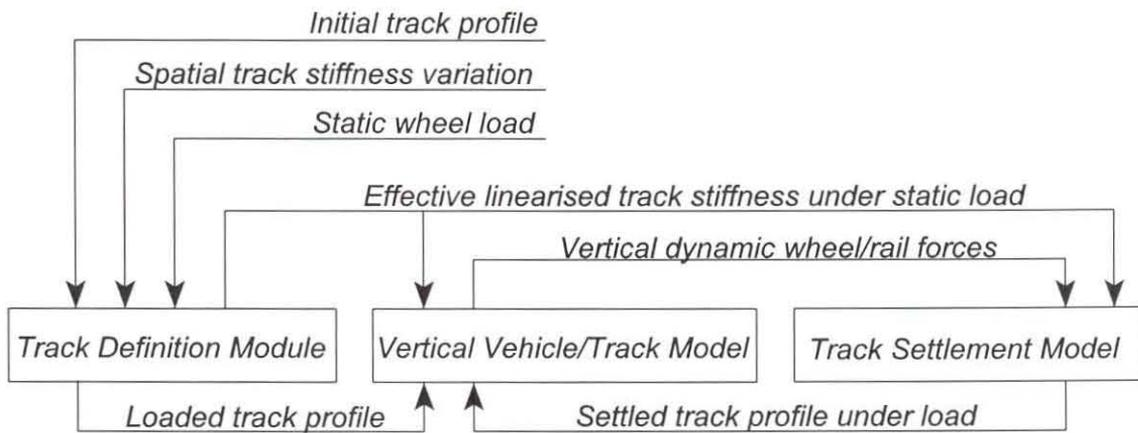 Initial track profile
Spatial track stiffness variation
Static wheel load
Effective linearised track stiffness under static load
Vertical dynamic wheel/rail forces
Track Definition Module
Vertical Vehicle/Track Model
Track Settlement Model
Loaded track profile
Settled track profile under load